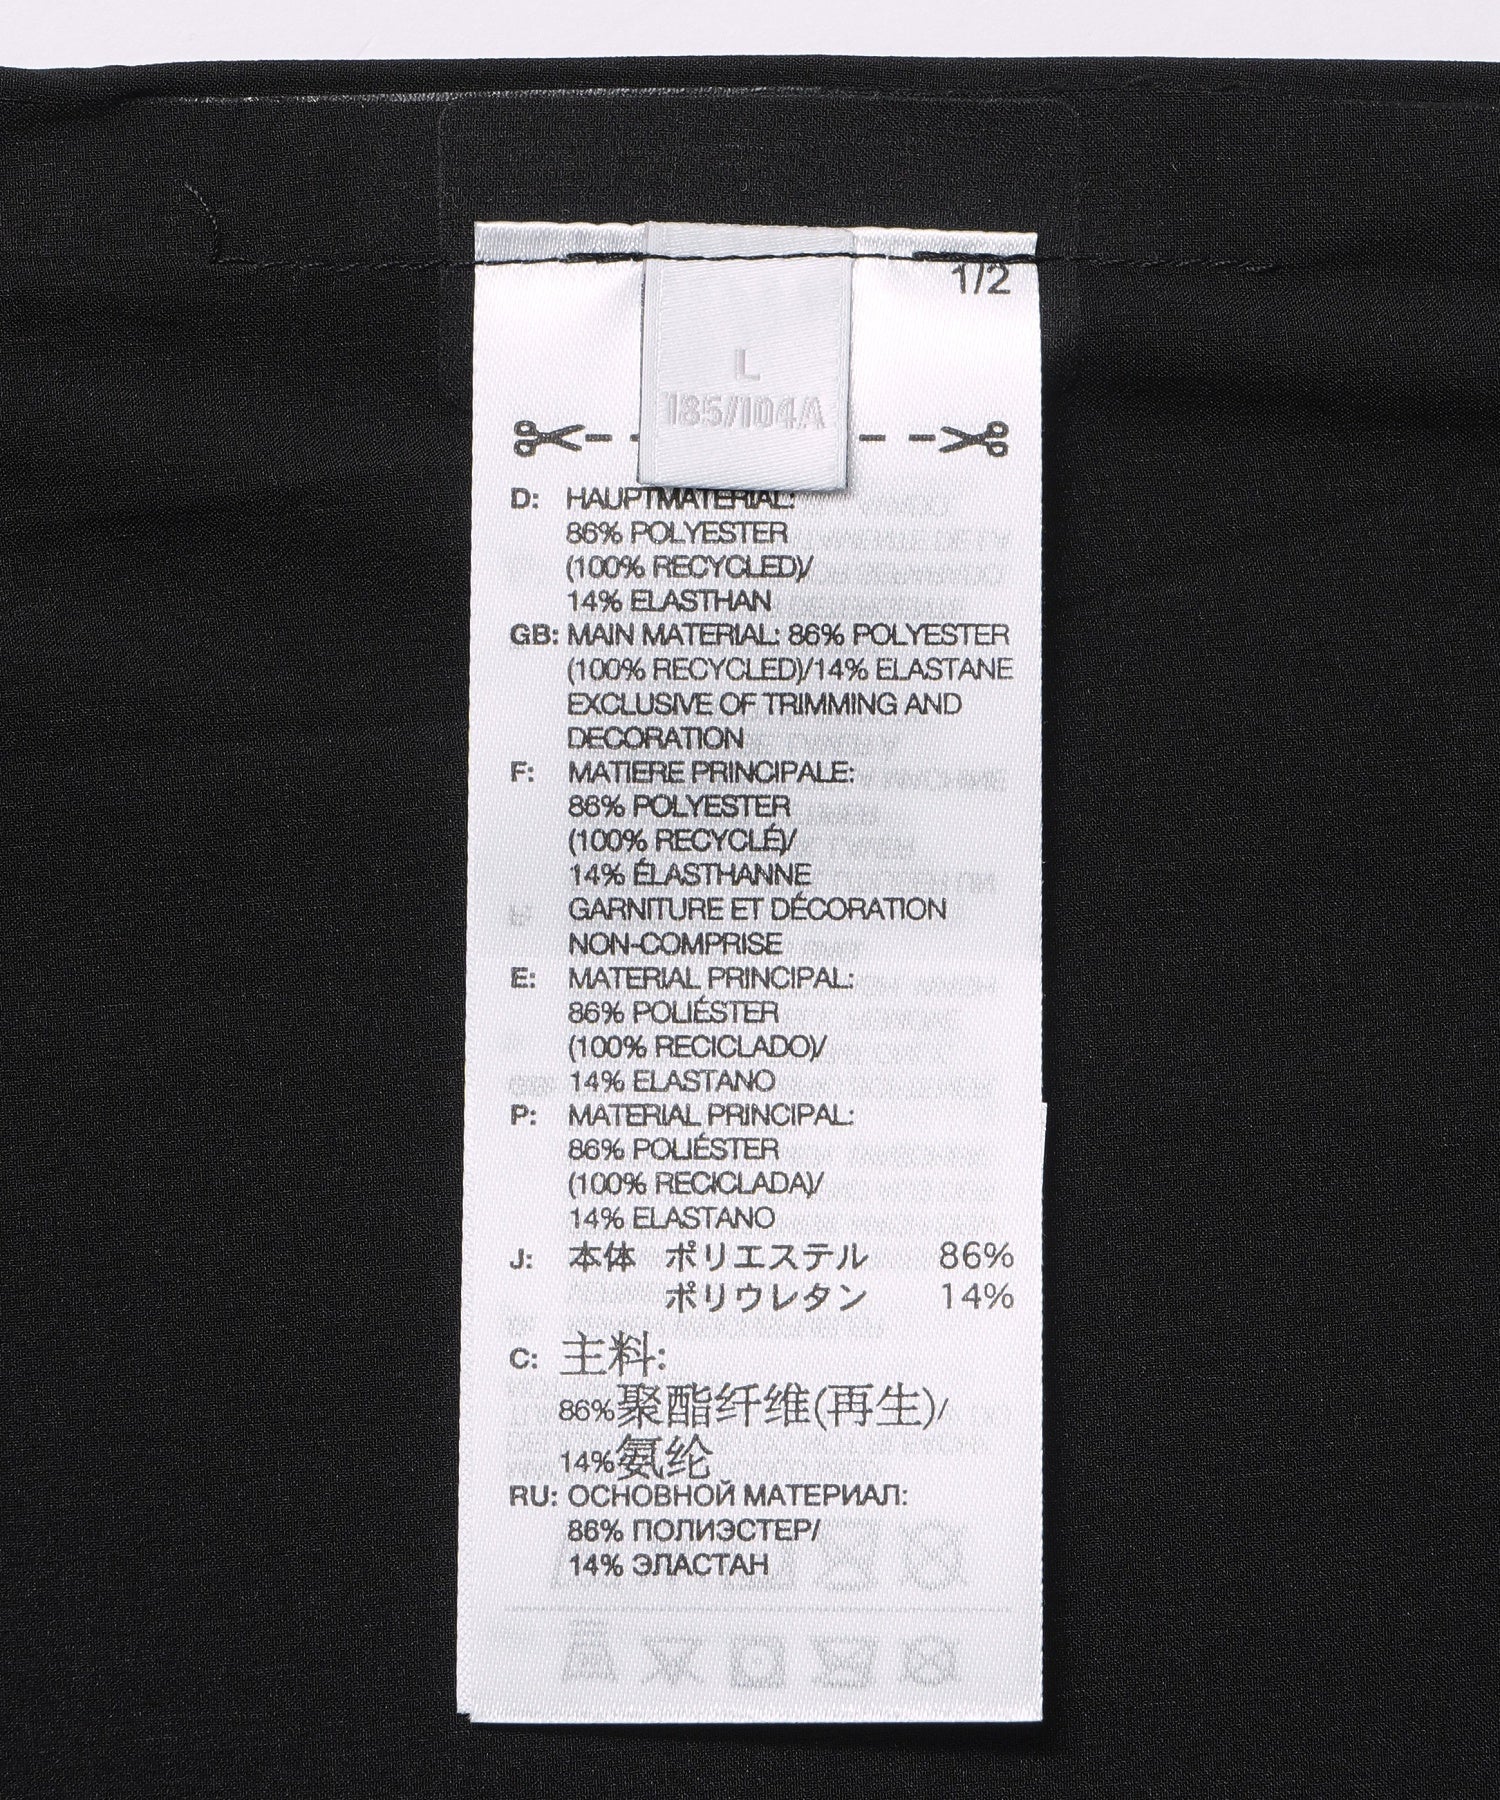 1/2
L
185/104/A
D: HAUPTMATERIAL:
86% POLYESTER
(100% RECYCLED)/
14% ELASTHAN
GB: MAIN MATERIAL: 86% POLYESTER
(100% RECYCLED)/14% ELASTANE
EXCLUSIVE OF TRIMMING AND
DECORATION
F: MATIERE PRINCIPALE:
86% POLYESTER
(100% RECYCLÉ)/
14% ÉLASTHANNE
GARNITURE ET DÉCORATION
NON-COMPRISE
E: MATERIAL PRINCIPAL:
86% POLIÉSTER
(100% RECICLADO)/
14% ELASTANO
P: MATERIAL PRINCIPAL:
86% POLIÉSTER
(100% RECICLADA)/
14% ELASTANO
J: 本体 ポリエステル 86%
ポリウレタン 14%
C: 主料:
86%聚酯纤维(再生)/
14%氨纶
RU: ОСНОВНОЙ МАТЕРИАЛ:
86% ПОЛИЭСТЕР/
14% ЭЛАСТАН